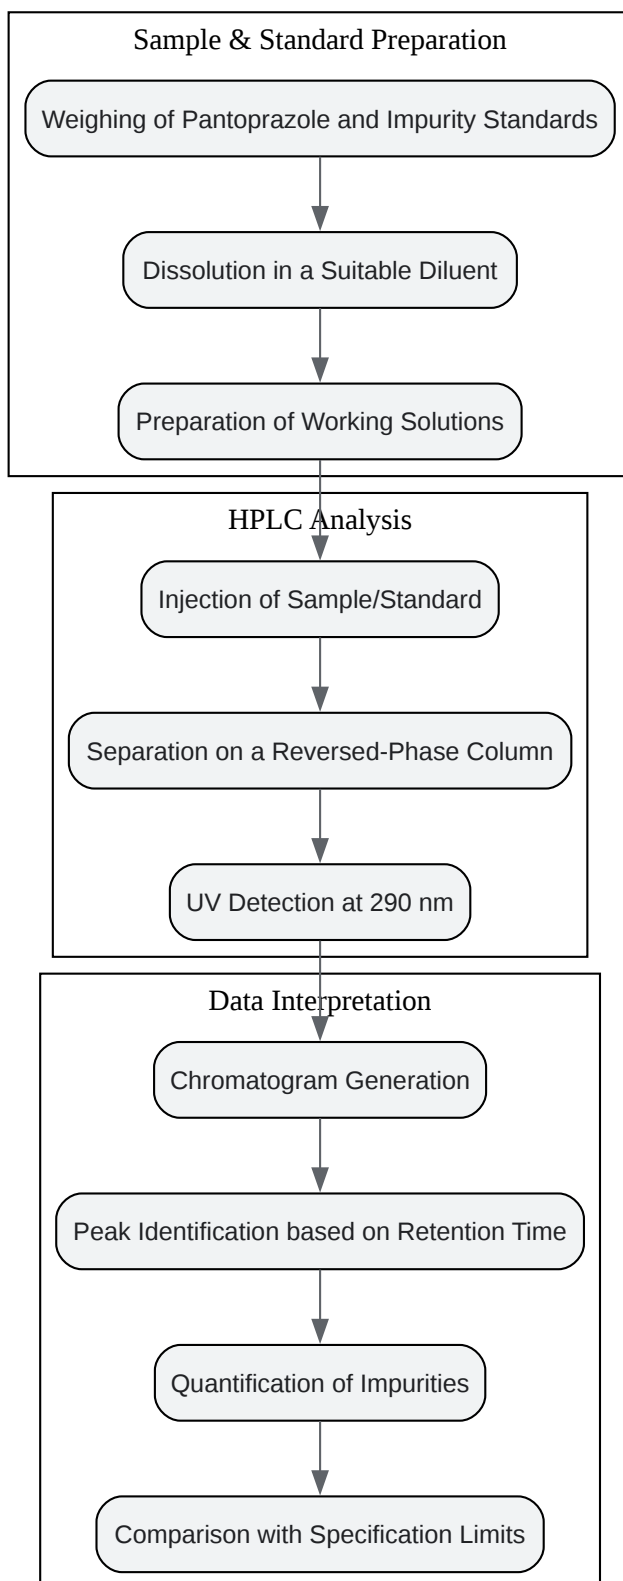 Sample & Standard Preparation
Weighing of Pantoprazole and Impurity Standards
Dissolution in a Suitable Diluent
Preparation of Working Solutions
HPLC Analysis
Injection of Sample/Standard
Separation on a Reversed-Phase Column
UV Detection at 290 nm
Data Interpretation
Chromatogram Generation
Peak Identification based on Retention Time
Quantification of Impurities
Comparison with Specification Limits